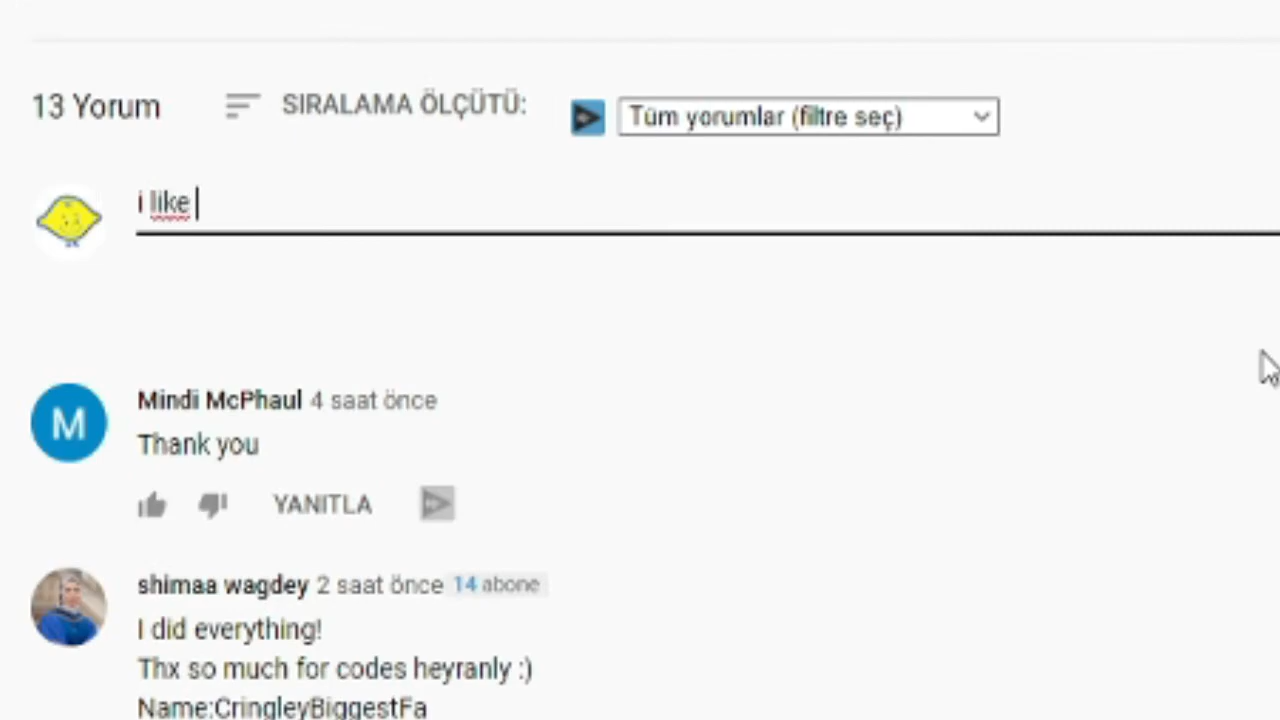 13 Yorum SIRALAMA ÖLÇÜTÜ: Tüm yorumlar (filtre seç)
i like
Mindi McPhaul 4 saat önce
M
Thank you
YANITLA
shimaa wagdey 2 saat önce 14 abone
I did everything!
Thx so much for codes heyranly :)
Name:CringleyBiggestFa